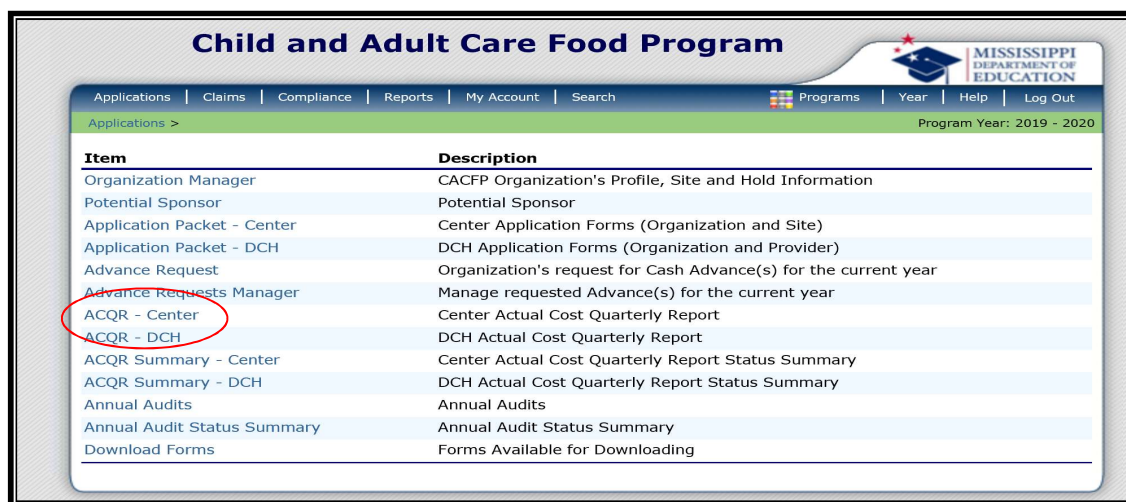 Child and Adult Care Food Program
MISSISSIPPI
DEPARTMENT OF
EDUCATION
Applications | Claims | Compliance | Reports | My Account | Search Programs | Year | Help | Log Out
Applications > Program Year: 2019 - 2020
Item Description
Organization Manager CACFP Organization's Profile, Site and Hold Information
Potential Sponsor Potential Sponsor
Application Packet - Center Center Application Forms (Organization and Site)
Application Packet - DCH DCH Application Forms (Organization and Provider)
Advance Request Organization's request for Cash Advance(s) for the current year
Advance Requests Manager Manage requested Advance(s) for the current year
ACQR - Center Center Actual Cost Quarterly Report
ACQR - DCH DCH Actual Cost Quarterly Report
ACQR Summary - Center Center Actual Cost Quarterly Report Status Summary
ACQR Summary - DCH DCH Actual Cost Quarterly Report Status Summary
Annual Audits Annual Audits
Annual Audit Status Summary Annual Audit Status Summary
Download Forms Forms Available for Downloading